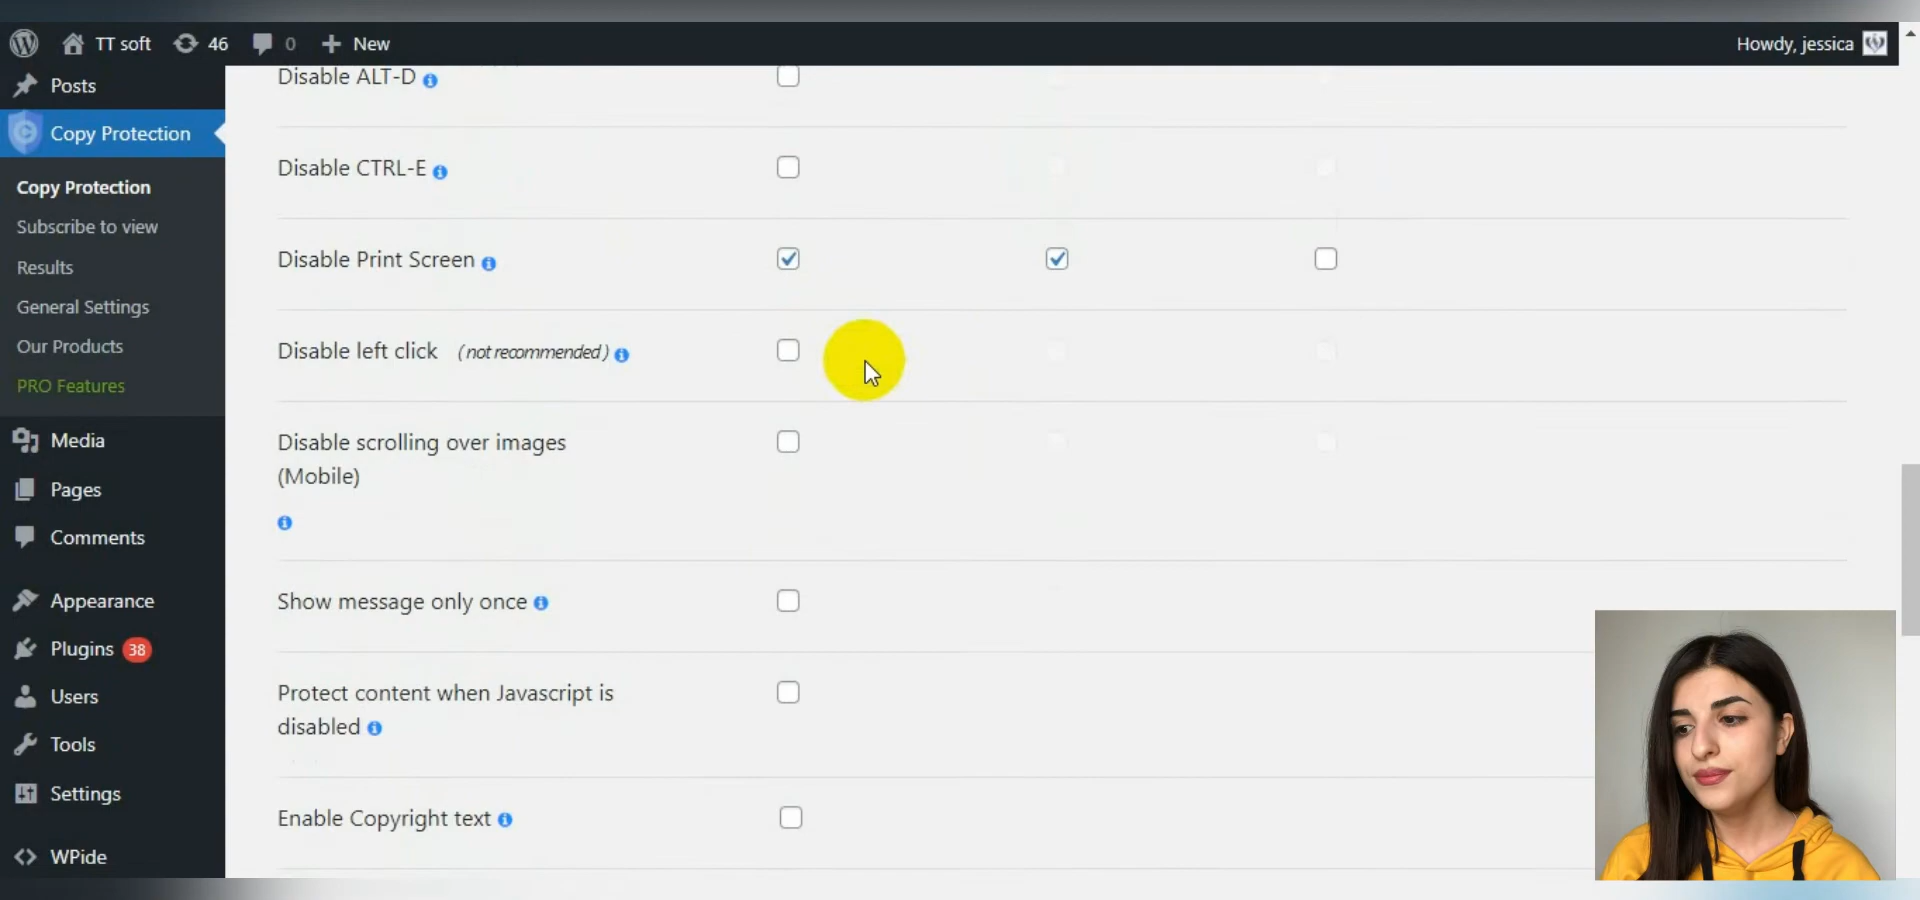 TT soft 46 0 New Howdy, jessica
Posts
Copy Protection
Copy Protection
Subscribe to view
Results
General Settings
Our Products
PRO Features
Media
Pages
Comments
Appearance
Plugins 38
Users
Tools
Settings
WPide
Disable ALT-D
Disable CTRL-E
Disable Print Screen
Disable left click (not recommended)
Disable scrolling over images
(Mobile)
Show message only once
Protect content when Javascript is
disabled
Enable Copyright text